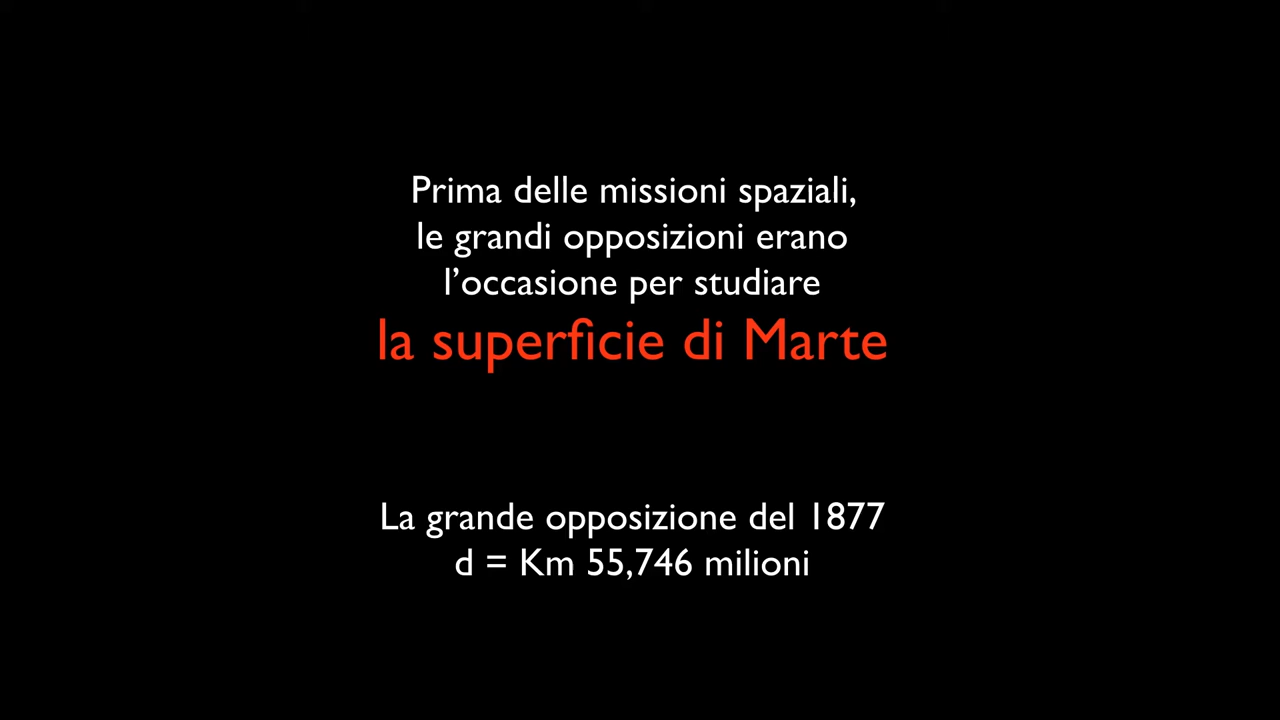 Prima delle missioni spaziali,
le grandi opposizioni erano
l’occasione per studiare
la superficie di Marte
La grande opposizione del 1877
d = Km 55,746 milioni